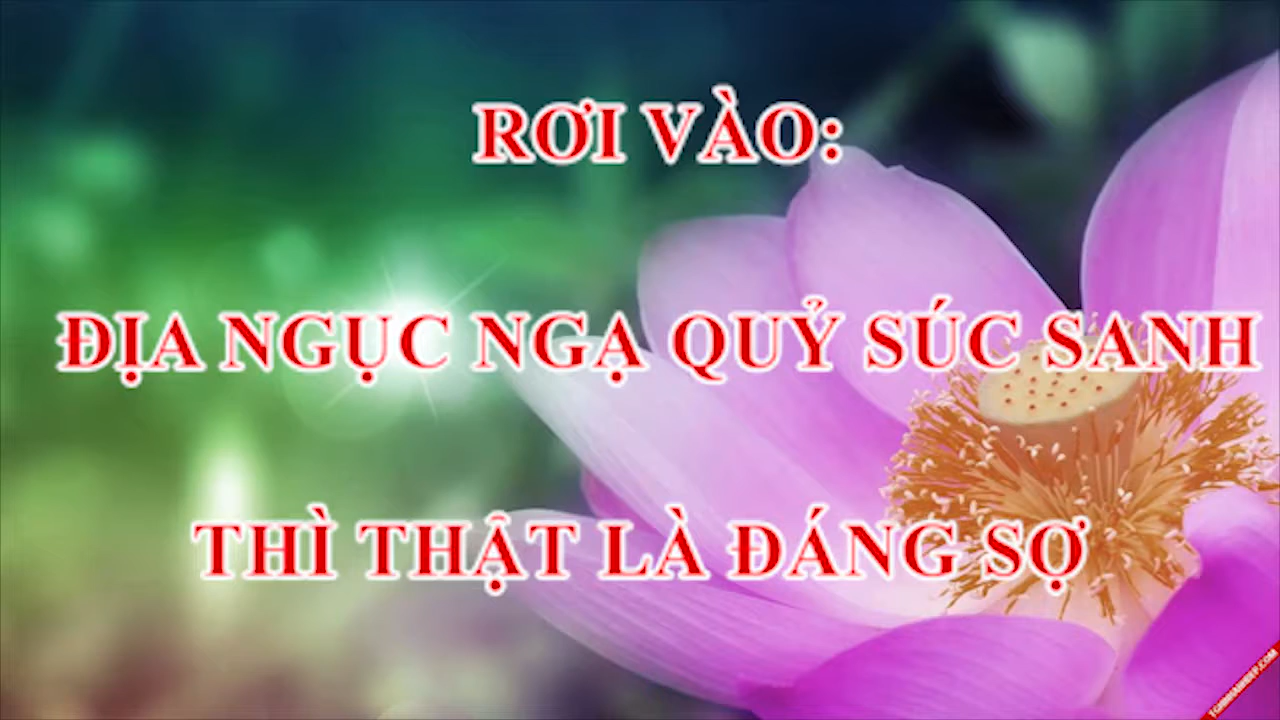 RƠI VÀO:
ĐỊA NGỤC NGẠ QUỶ SÚC SANH
THÌ THẬT LÀ ĐÁNG SỢ